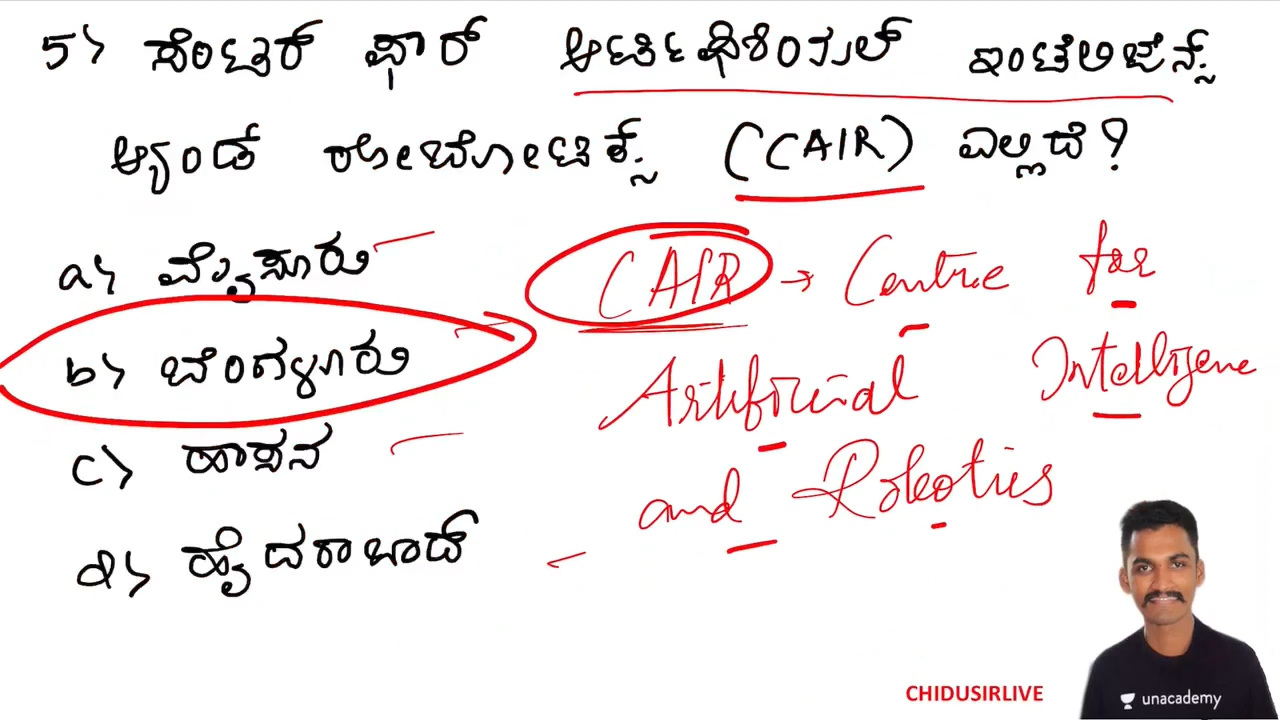 5> ಸೆಂಟರ್ ಫಾರ್ ಆರ್ಟಿಫಿಶಿಯಲ್ ಇಂಟೆಲಿಜೆನ್ಸ್
ಆ್ಯಂಡ್ ರೋಬೋಟಿಕ್ಸ್ (CAIR) ಎಲ್ಲಿದೆ?
a> ಮೈಸೂರು
b> ಬೆಂಗಳೂರು
c> ಹಾಸನ
d> ಹೈದರಾಬಾದ್
CAIR → Centre for
Artificial Intelligence
and Robotics
CHIDUSIRLIVE
unacademy